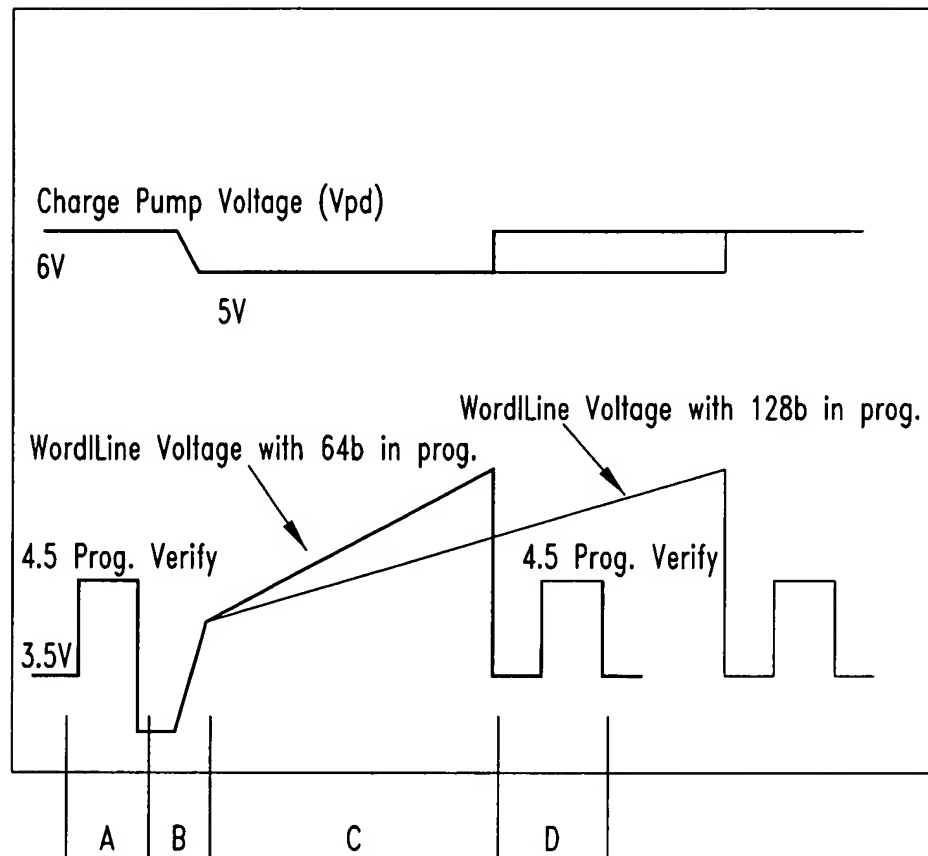 Charge Pump Voltage (Vpd)
6V
5V
WordlLine Voltage with 128b in prog.
WordlLine Voltage with 64b in prog.
4.5 Prog. Verify
4.5 Prog. Verify
3.5V
A B C D